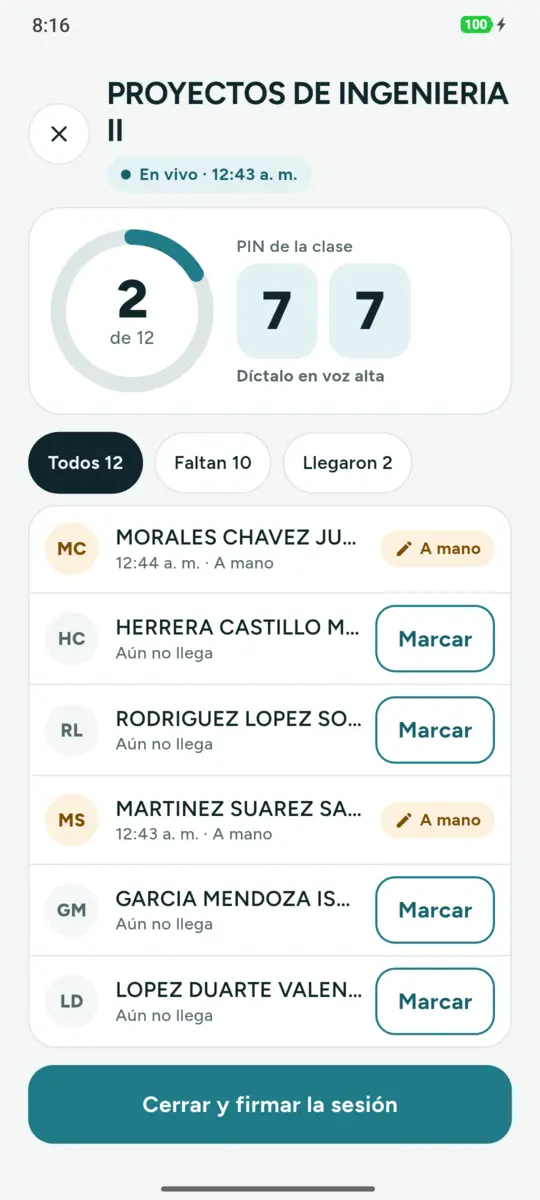 8:16
100
PROYECTOS DE INGENIERIA
II
En vivo · 12:43 a. m.
2
de 12
PIN de la clase
7 7
Díctalo en voz alta
Todos 12
Faltan 10
Llegaron 2
MC
MORALES CHAVEZ JU...
12:44 a. m. · A mano
A mano
HC
HERRERA CASTILLO M...
Aún no llega
Marcar
RL
RODRIGUEZ LOPEZ SO...
Aún no llega
Marcar
MS
MARTINEZ SUAREZ SA...
12:43 a. m. · A mano
A mano
GM
GARCIA MENDOZA IS...
Aún no llega
Marcar
LD
LOPEZ DUARTE VALEN...
Aún no llega
Marcar
Cerrar y firmar la sesión